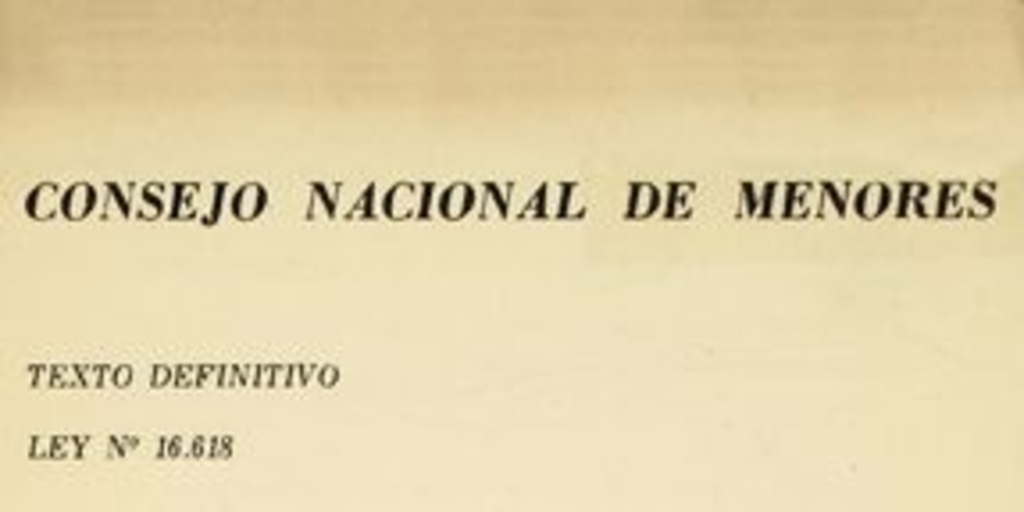 CONSEJO NACIONAL DE MENORES
TEXTO DEFINITIVO
LEY Nº 16.618